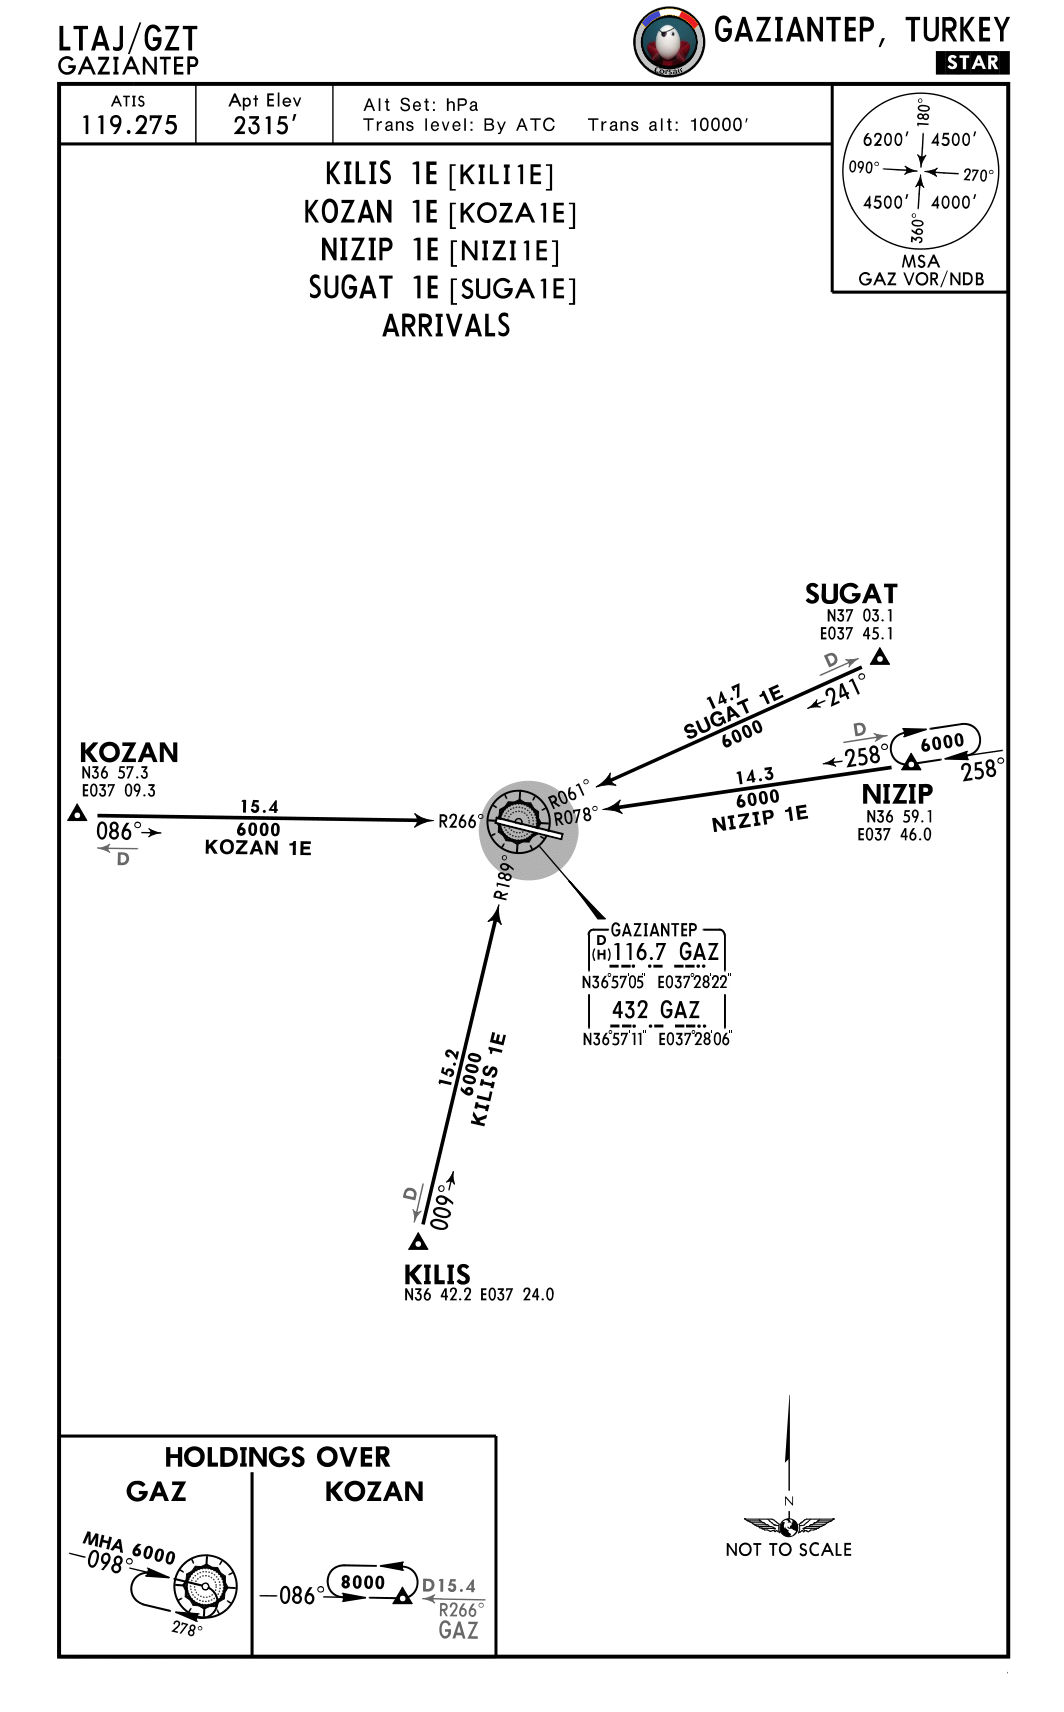 LTAJ/GZT
GAZIANTEP
Corsair
GAZIANTEP, TURKEY
STAR
ATIS
119.275
Apt Elev
2315'
Alt Set: hPa
Trans level: By ATC Trans alt: 10000'
180°
6200' 4500'
090° 270°
4500' 4000'
360°
MSA
GAZ VOR/NDB
KILIS 1E [KILI1E]
KOZAN 1E [KOZA1E]
NIZIP 1E [NIZI1E]
SUGAT 1E [SUGA1E]
ARRIVALS
SUGAT
N37 03.1
E037 45.1
D
241°
14.7
SUGAT 1E
6000
D
258°
6000
258°
NIZIP
N36 59.1
E037 46.0
14.3
6000
NIZIP 1E
KOZAN
N36 57.3
E037 09.3
086°
D
15.4
6000
KOZAN 1E
R266°
R061°
R078°
R189°
GAZIANTEP
D
(H) 116.7 GAZ
N36°57'05" E037°28'22"
432 GAZ
N36°57'11" E037°28'06"
15.2
6000
KILIS 1E
D
009°
KILIS
N36 42.2 E037 24.0
HOLDINGS OVER
GAZ
MHA 6000
098°
278°
KOZAN
086°
8000
D15.4
R266°
GAZ
N
NOT TO SCALE